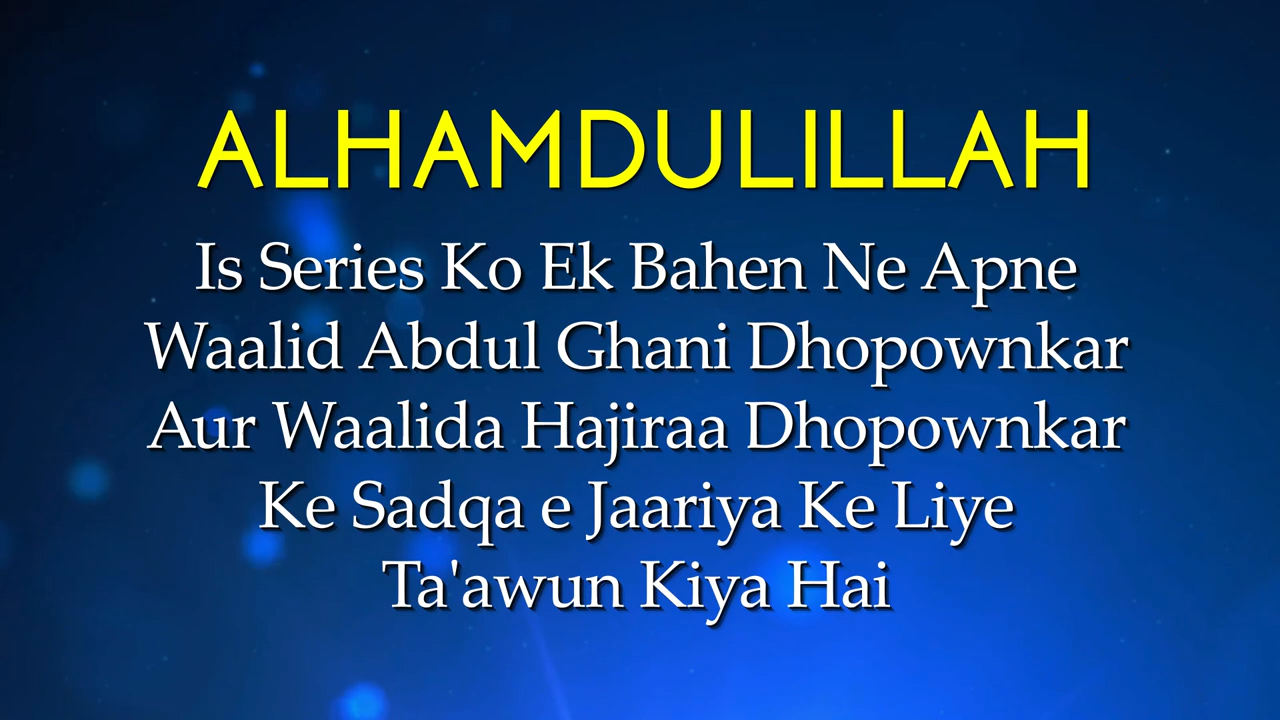 ALHAMDULILLAH
Is Series Ko Ek Bahen Ne Apne
Waalid Abdul Ghani Dhopownkar
Aur Waalida Hajiraa Dhopownkar
Ke Sadqa e Jaariya Ke Liye
Ta'awun Kiya Hai